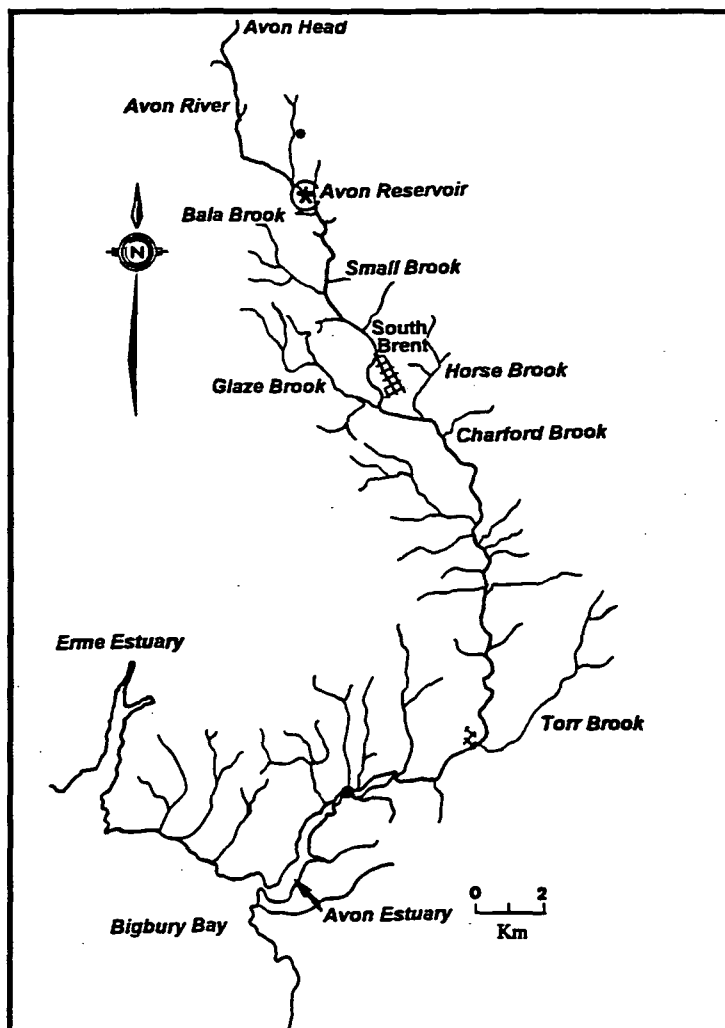 Avon Head
Avon River
Avon Reservoir
Bala Brook
N
Small Brook
South
Brent
Horse Brook
Glaze Brook
Charford Brook
Erme Estuary
Torr Brook
0 2
Avon Estuary
Km
Bigbury Bay